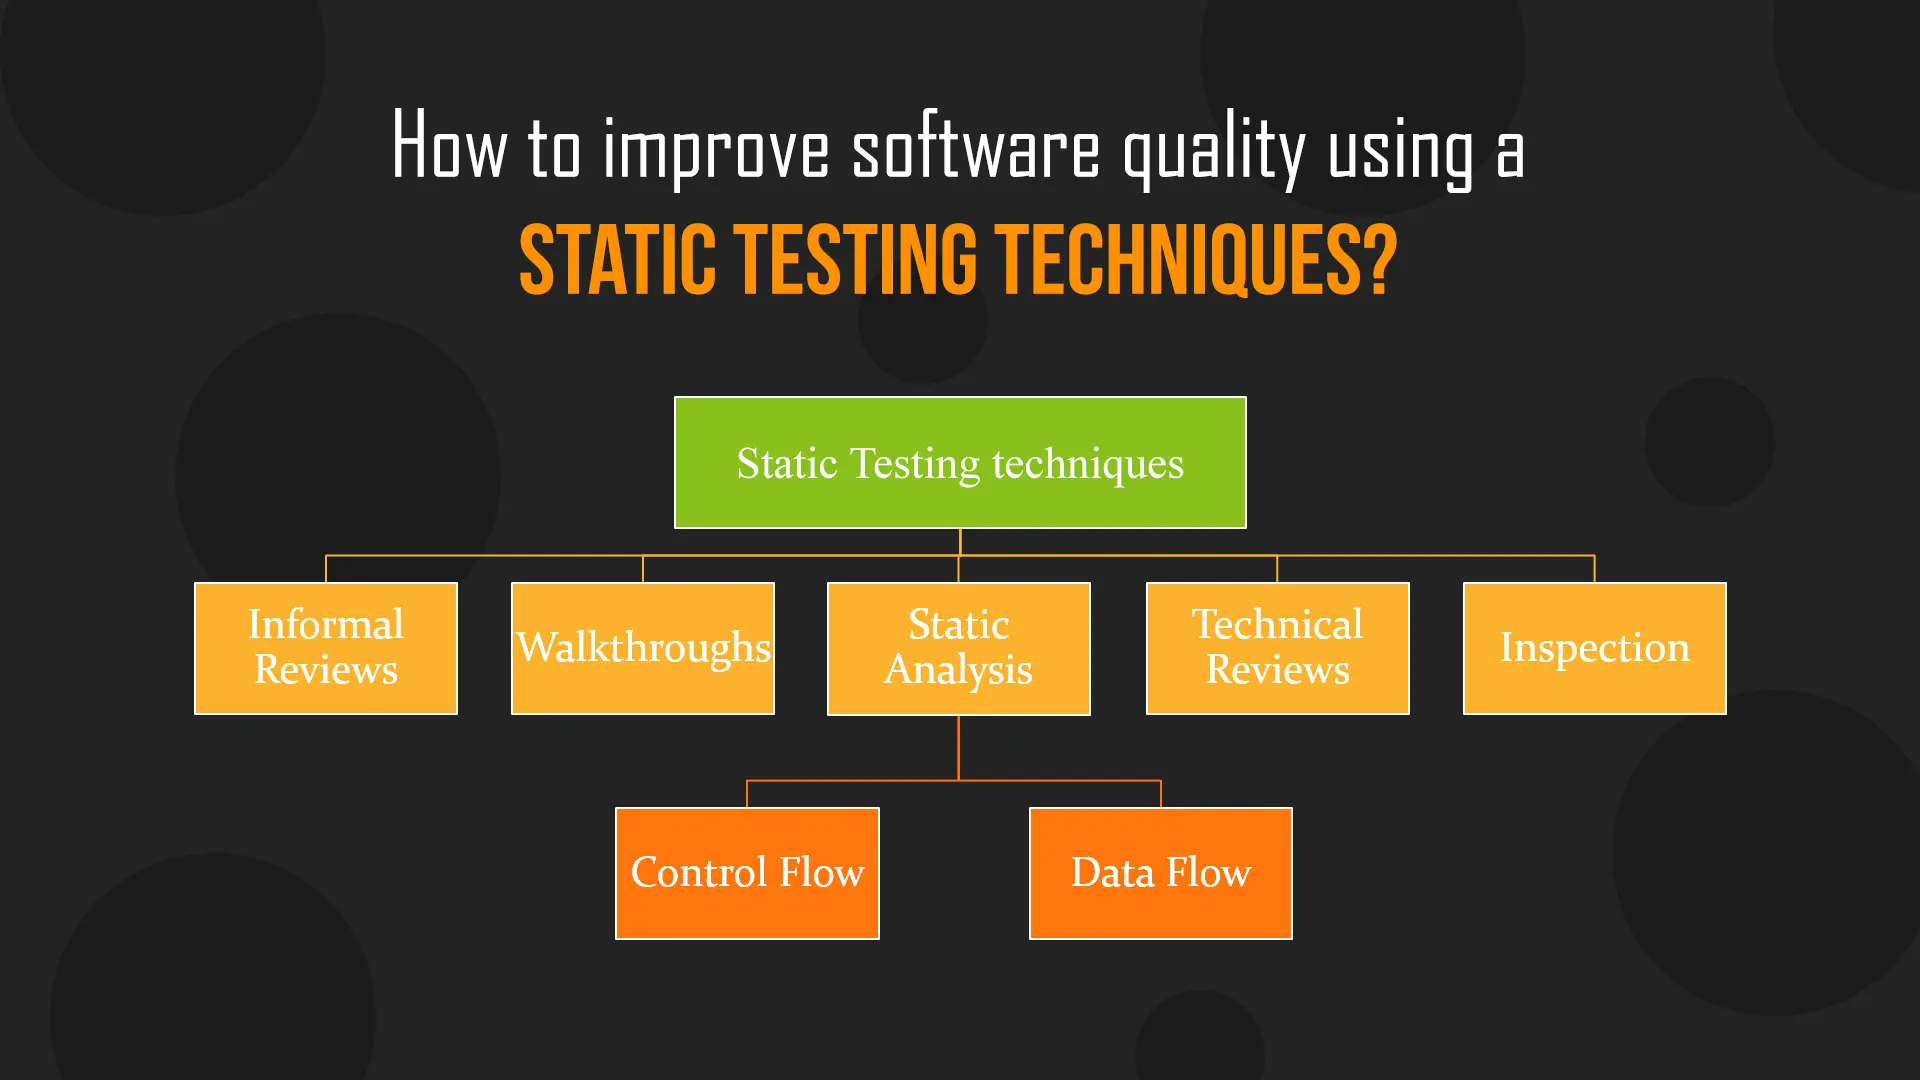 How to improve software quality using a
STATIC TESTING TECHNIQUES?
Static Testing techniques
Informal
Reviews
Walkthroughs
Static
Analysis
Technical
Reviews
Inspection
Control Flow
Data Flow